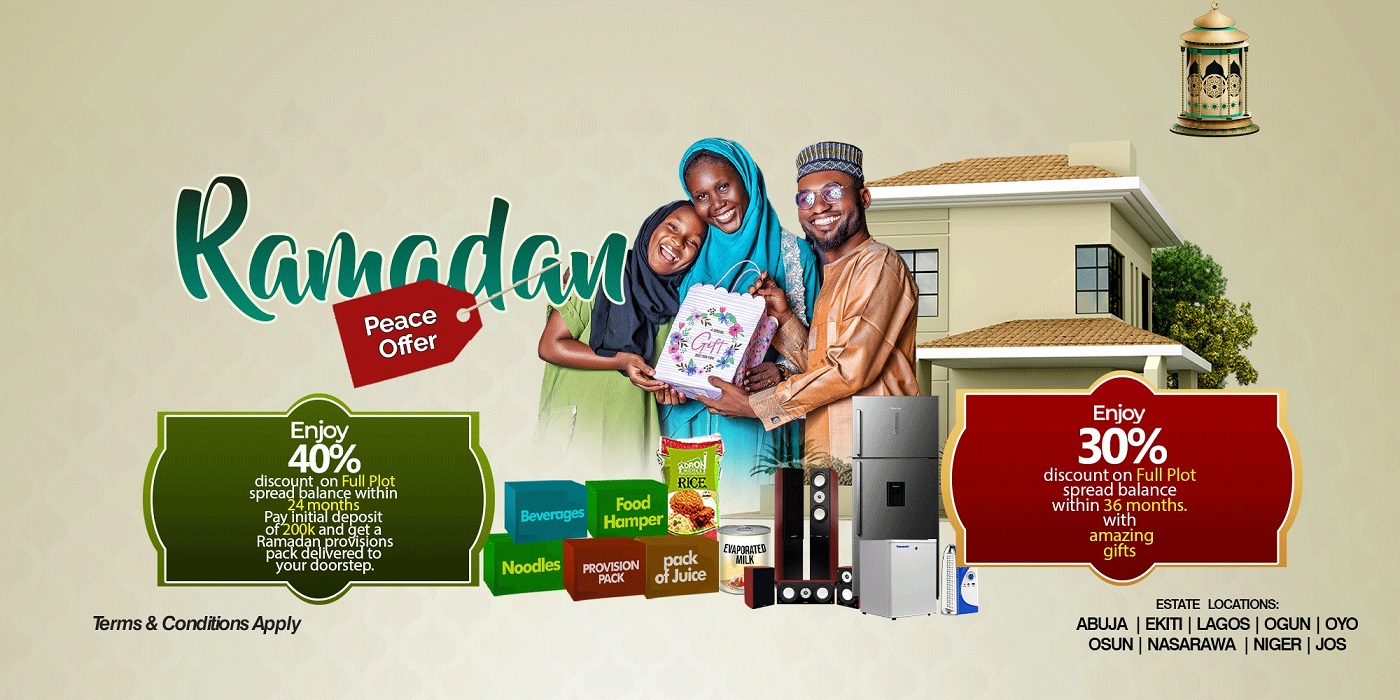 Ramadan
Peace
Offer
Enjoy
40%
discount on Full Plot
spread balance within
24 months
Pay initial deposit
of 200k and get a
Ramadan provisions
pack delivered to
your doorstep.
Terms & Conditions Apply
Gift
ADRON
RICE
Beverages
Food
Hamper
Noodles
PROVISION
PACK
pack
of Juice
EVAPORATED
MILK
Enjoy
30%
discount on Full Plot
spread balance
within 36 months.
with
amazing
gifts
ESTATE LOCATIONS:
ABUJA | EKITI | LAGOS | OGUN | OYO
OSUN | NASARAWA | NIGER | JOS